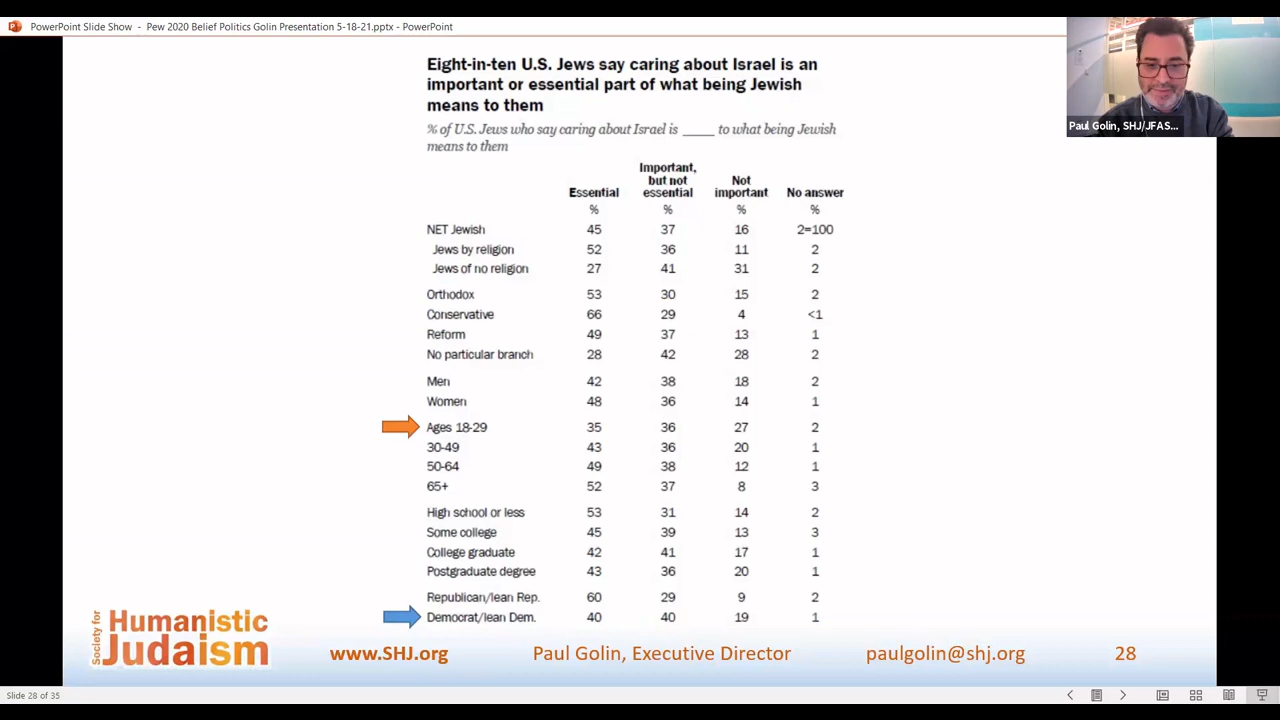 PowerPoint Slide Show - Pew 2020 Belief Politics Golin Presentation 5-18-21.pptx - PowerPoint
Paul Golin, SHJ/JFAS...
Eight-in-ten U.S. Jews say caring about Israel is an
important or essential part of what being Jewish
means to them
% of U.S. Jews who say caring about Israel is ____ to what being Jewish
means to them
Essential Important, but not essential Not important No answer
% % % %
NET Jewish 45 37 16 2=100
Jews by religion 52 36 11 2
Jews of no religion 27 41 31 2
Orthodox 53 30 15 2
Conservative 66 29 4 <1
Reform 49 37 13 1
No particular branch 28 42 28 2
Men 42 38 18 2
Women 48 36 14 1
Ages 18-29 35 36 27 2
30-49 43 36 20 1
50-64 49 38 12 1
65+ 52 37 8 3
High school or less 53 31 14 2
Some college 45 39 13 3
College graduate 42 41 17 1
Postgraduate degree 43 36 20 1
Republican/lean Rep. 60 29 9 2
Democrat/lean Dem. 40 40 19 1
Society for
Humanistic
Judaism
www.SHJ.org Paul Golin, Executive Director paulgolin@shj.org 28
Slide 28 of 35